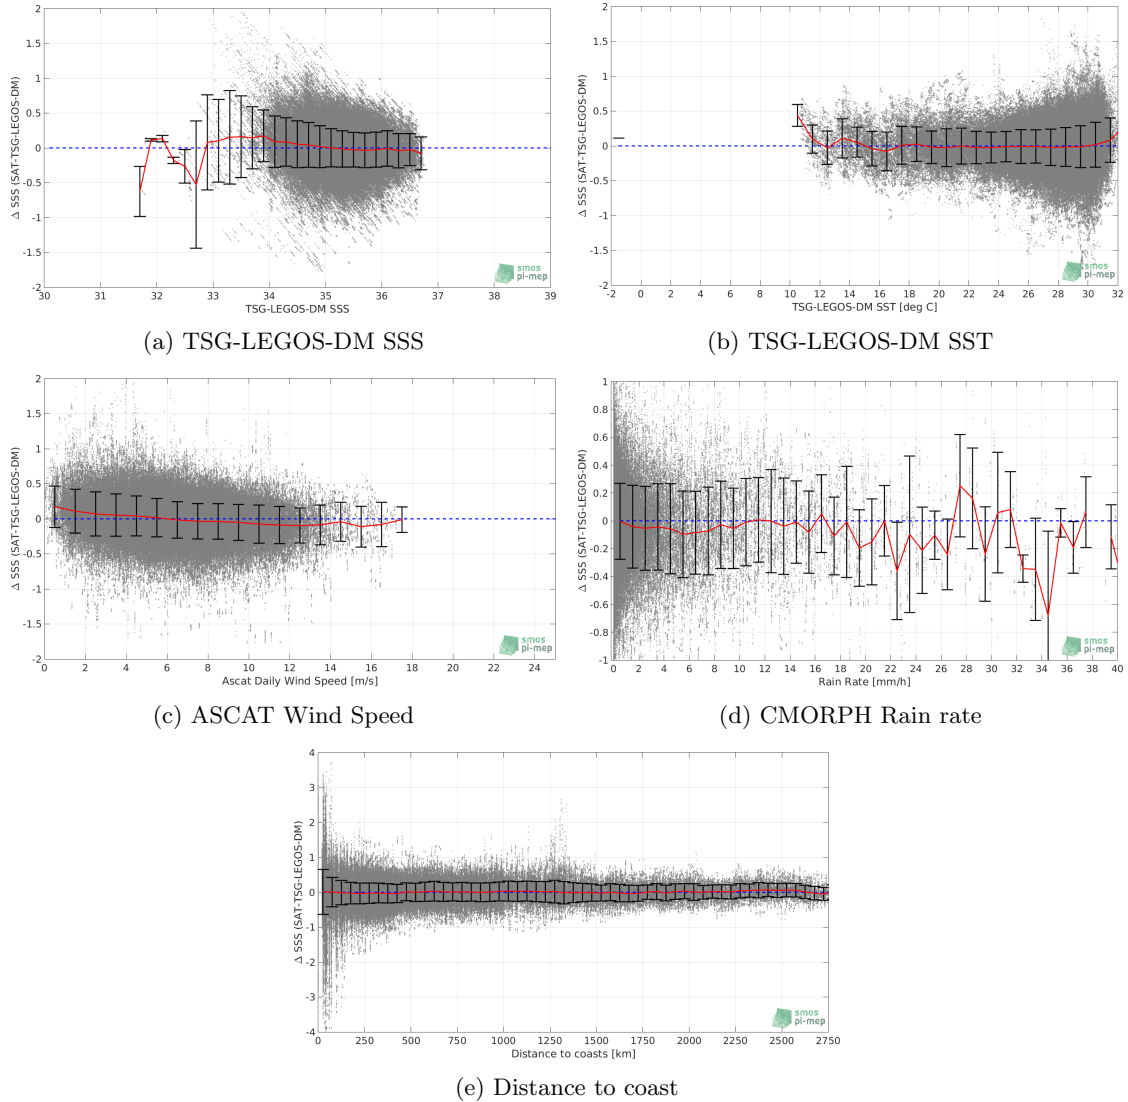 Δ SSS (SAT-TSG-LEGOS-DM)
2
1.5
1
0.5
0
-0.5
-1
-1.5
-2
30 31 32 33 34 35 36 37 38 39
TSG-LEGOS-DM SSS
smos
pi-mep
(a) TSG-LEGOS-DM SSS
Δ SSS (SAT-TSG-LEGOS-DM)
2
1.5
1
0.5
0
-0.5
-1
-1.5
-2
-2 0 2 4 6 8 10 12 14 16 18 20 22 24 26 28 30 32
TSG-LEGOS-DM SST [deg C]
smos
pi-mep
(b) TSG-LEGOS-DM SST
Δ SSS (SAT-TSG-LEGOS-DM)
2
1.5
1
0.5
0
-0.5
-1
-1.5
-2
0 2 4 6 8 10 12 14 16 18 20 22 24
Ascat Daily Wind Speed [m/s]
smos
pi-mep
(c) ASCAT Wind Speed
Δ SSS (SAT-TSG-LEGOS-DM)
1
0.8
0.6
0.4
0.2
0
-0.2
-0.4
-0.6
-0.8
-1
0 2 4 6 8 10 12 14 16 18 20 22 24 26 28 30 32 34 36 38 40
Rain Rate [mm/h]
smos
pi-mep
(d) CMORPH Rain rate
Δ SSS (SAT-TSG-LEGOS-DM)
4
3
2
1
0
-1
-2
-3
-4
0 250 500 750 1000 1250 1500 1750 2000 2250 2500 2750
Distance to coasts [km]
smos
pi-mep
(e) Distance to coast